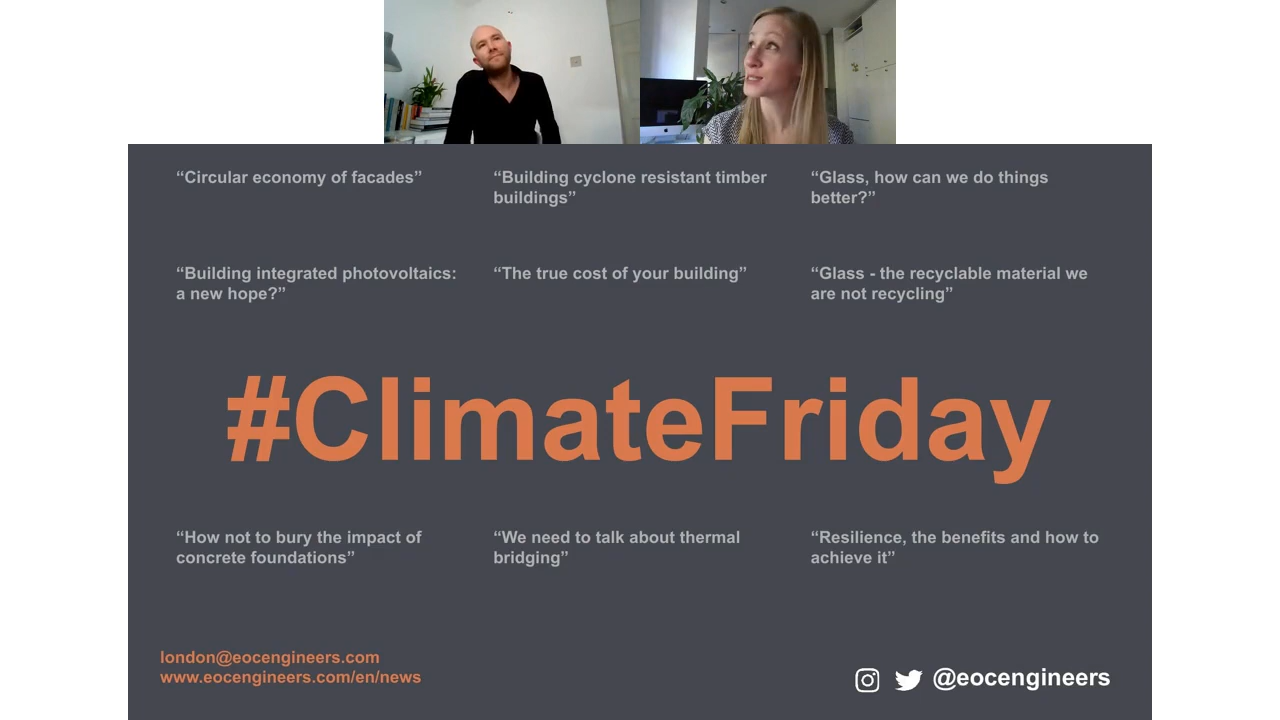 “Circular economy of facades”
“Building cyclone resistant timber
buildings”
“Glass, how can we do things
better?”
“Building integrated photovoltaics:
a new hope?”
“The true cost of your building”
“Glass - the recyclable material we
are not recycling”
#ClimateFriday
“How not to bury the impact of
concrete foundations”
“We need to talk about thermal
bridging”
“Resilience, the benefits and how to
achieve it”
london@eocengineers.com
www.eocengineers.com/en/news
@eocengineers